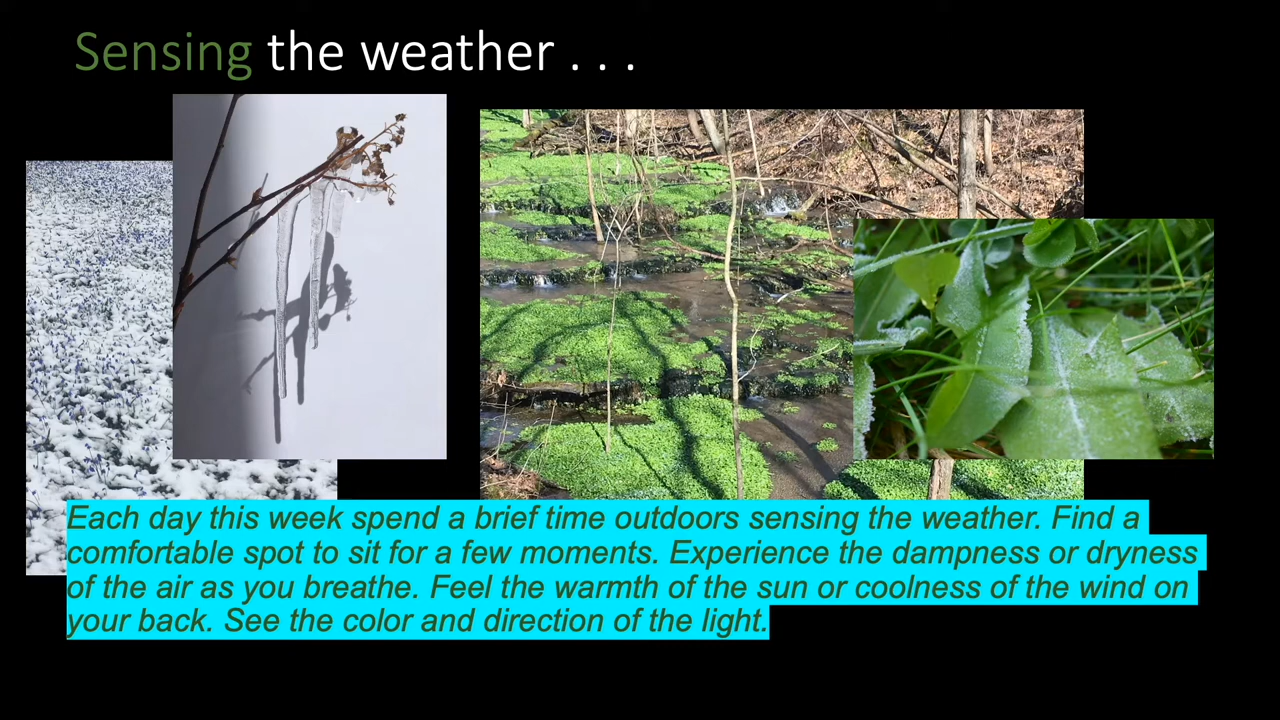 Sensing the weather . . .
Each day this week spend a brief time outdoors sensing the weather. Find a
comfortable spot to sit for a few moments. Experience the dampness or dryness
of the air as you breathe. Feel the warmth of the sun or coolness of the wind on
your back. See the color and direction of the light.